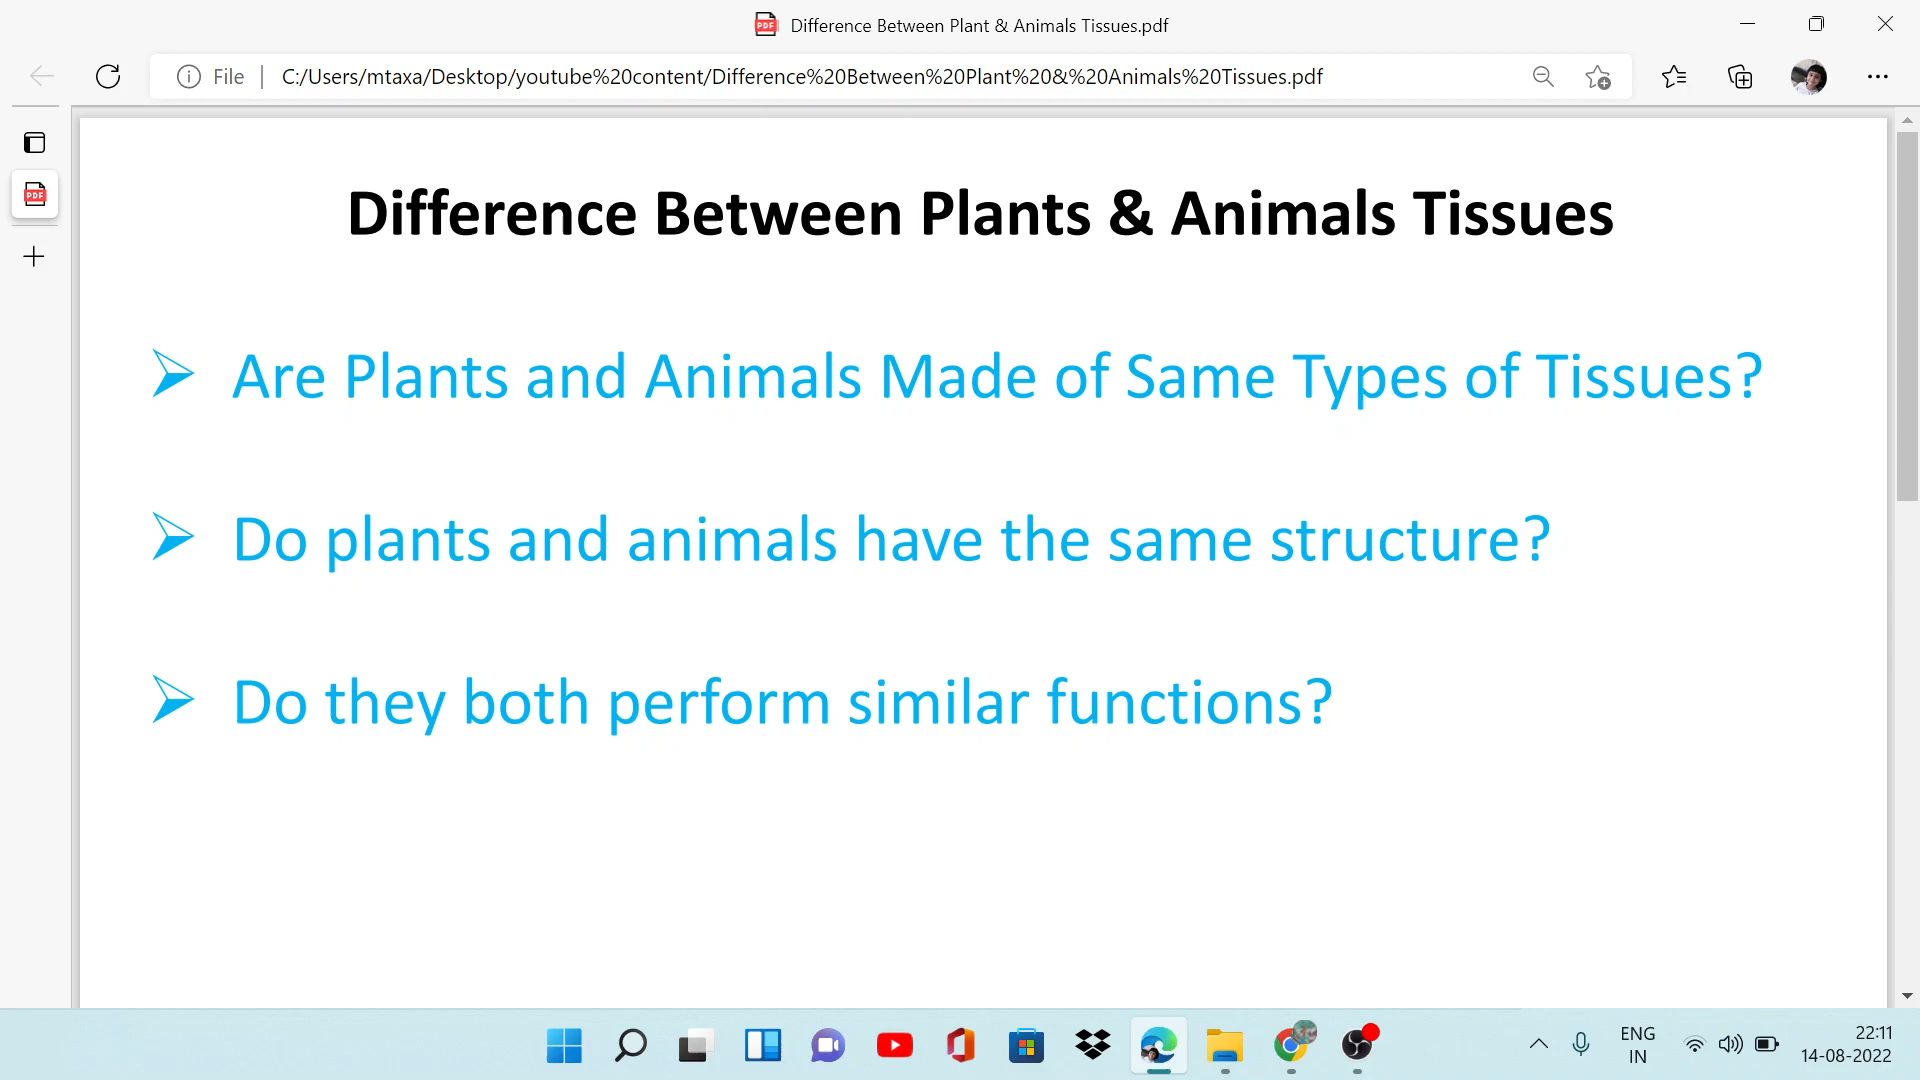 Difference Between Plant & Animals Tissues.pdf
File
C:/Users/mtaxa/Desktop/youtube%20content/Difference%20Between%20Plant%20&%20Animals%20Tissues.pdf
PDF
Difference Between Plants & Animals Tissues
Are Plants and Animals Made of Same Types of Tissues?
Do plants and animals have the same structure?
Do they both perform similar functions?
ENG
IN
22:11
14-08-2022